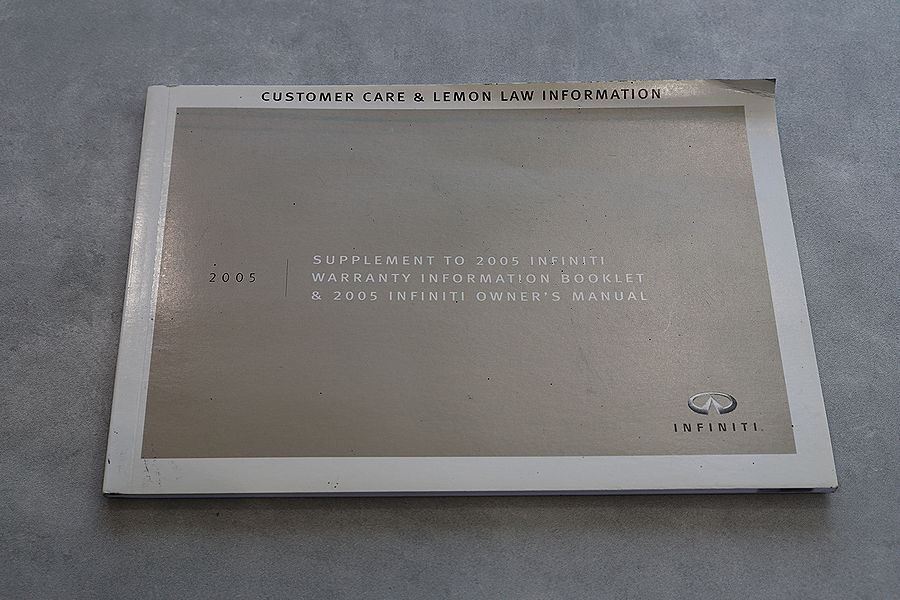 CUSTOMER CARE & LEMON LAW INFORMATION
2005
SUPPLEMENT TO 2005 INFINITI
WARRANTY INFORMATION BOOKLET
& 2005 INFINITI OWNER'S MANUAL
INFINITI